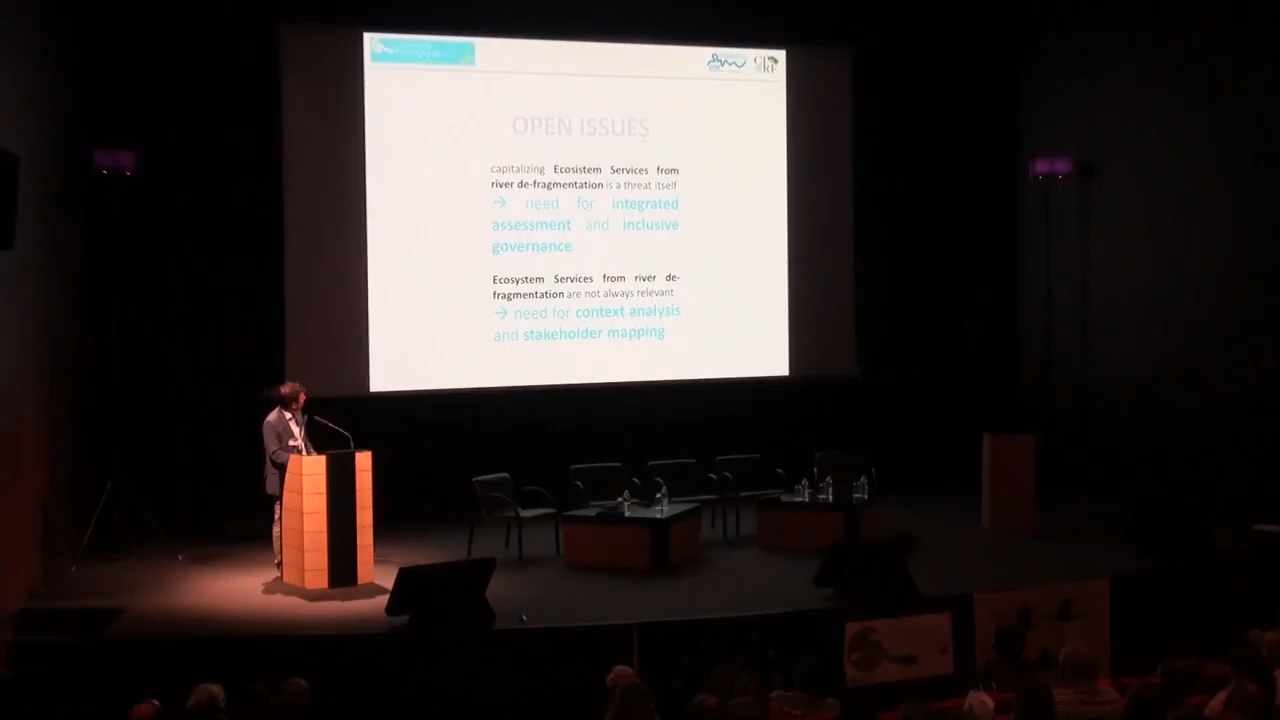 OPEN ISSUES
capitalizing Ecosistem Services from
river de-fragmentation is a threat itself
→ need for integrated
assessment and inclusive
governance
Ecosystem Services from river de-
fragmentation are not always relevant
→ need for context analysis
and stakeholder mapping